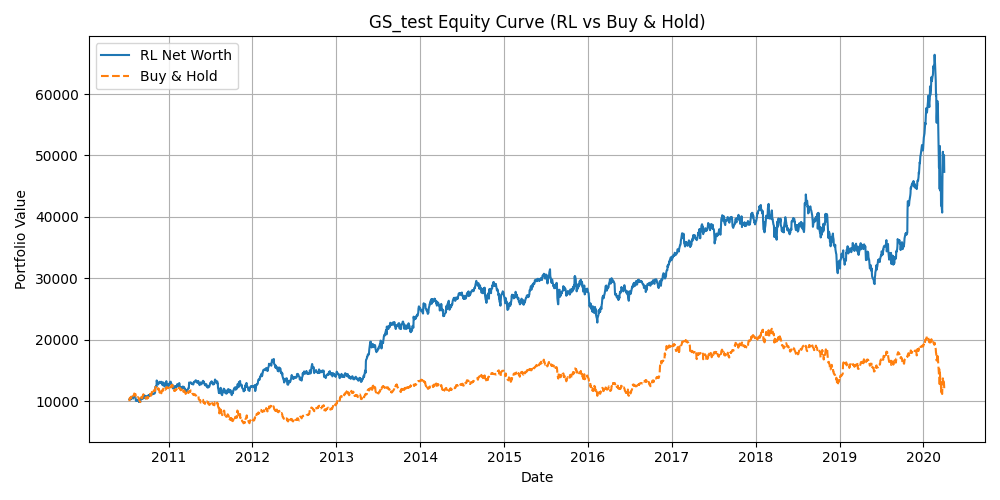 GS_test Equity Curve (RL vs Buy & Hold)
RL Net Worth
Buy & Hold
Portfolio Value
60000
50000
40000
30000
20000
10000
2011 2012 2013 2014 2015 2016 2017 2018 2019 2020
Date